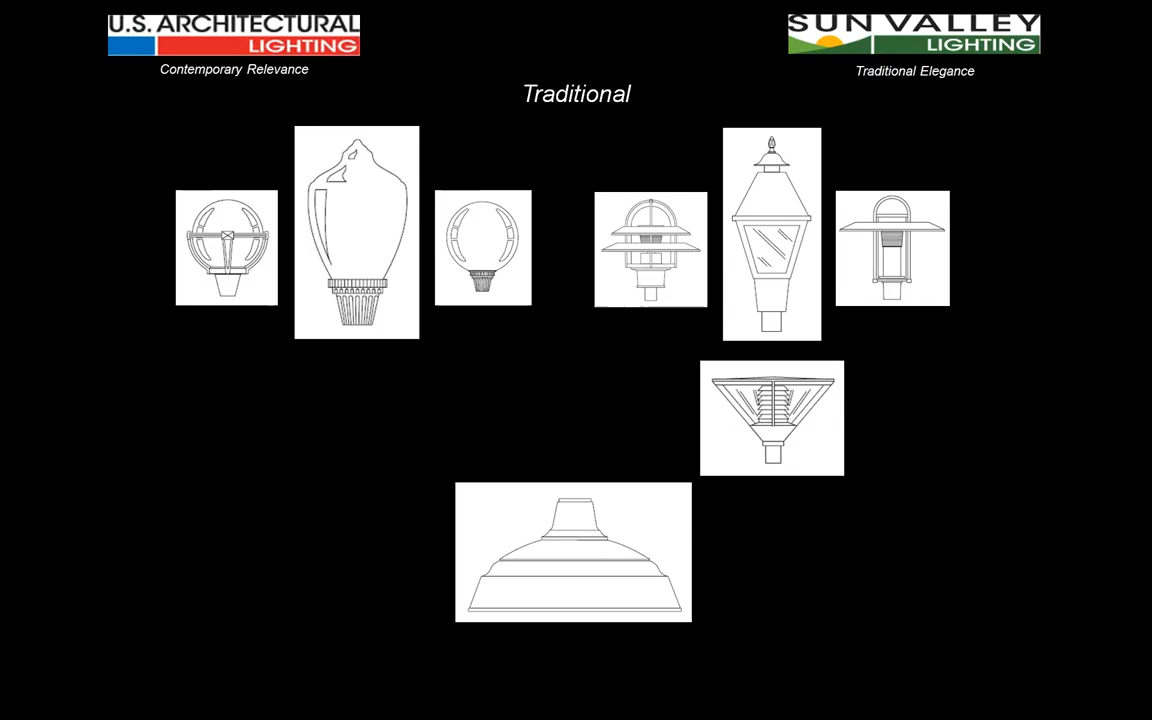 U.S. ARCHITECTURAL
LIGHTING
Contemporary Relevance
SUN VALLEY
LIGHTING
Traditional Elegance
Traditional